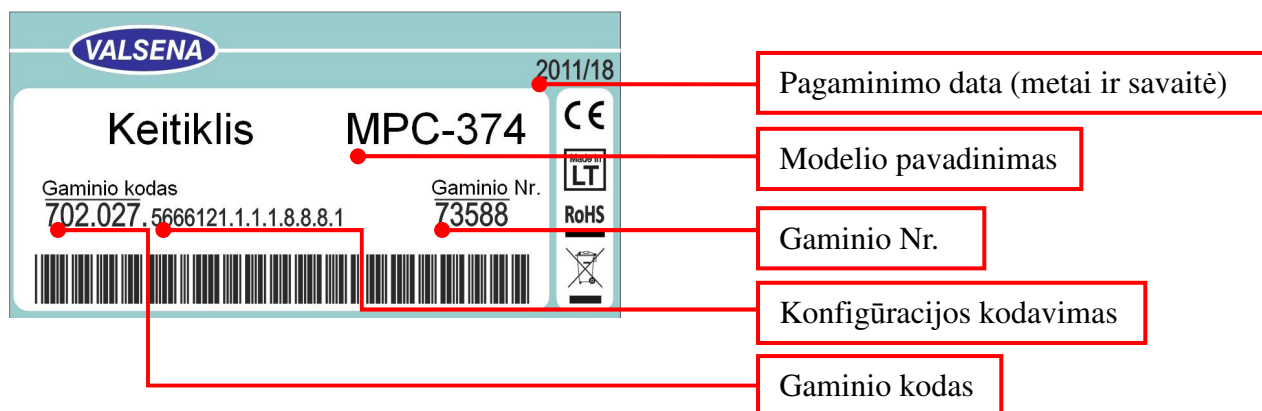 VALSENA
2011/18
Keitiklis MPC-374
CE
Made in
LT
Gaminio kodas
702.027.5666121.1.1.1.8.8.8.1
Gaminio Nr.
73588
RoHS
Pagaminimo data (metai ir savaitė)
Modelio pavadinimas
Gaminio Nr.
Konfigūracijos kodavimas
Gaminio kodas